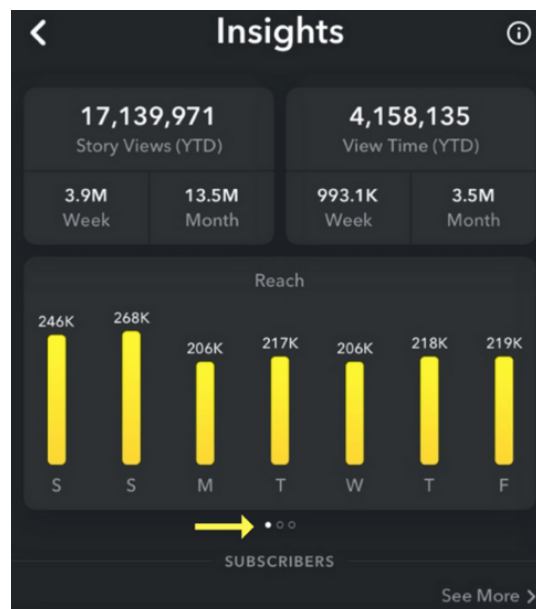 Insights
17,139,971
Story Views (YTD)
4,158,135
View Time (YTD)
3.9M
Week
13.5M
Month
993.1K
Week
3.5M
Month
Reach
246K 268K 206K 217K 206K 218K 219K
S S M T W T F
SUBSCRIBERS
See More